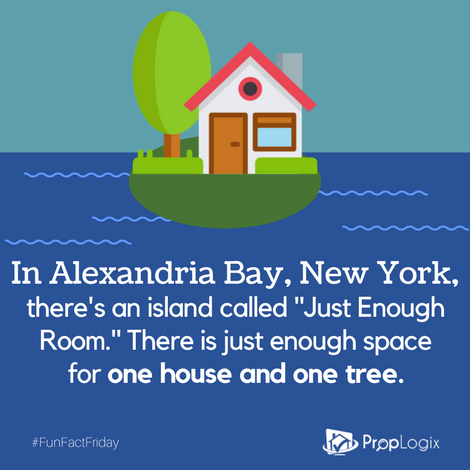 In Alexandria Bay, New York,
there's an island called "Just Enough
Room." There is just enough space
for one house and one tree.
#FunFactFriday
PropLogix